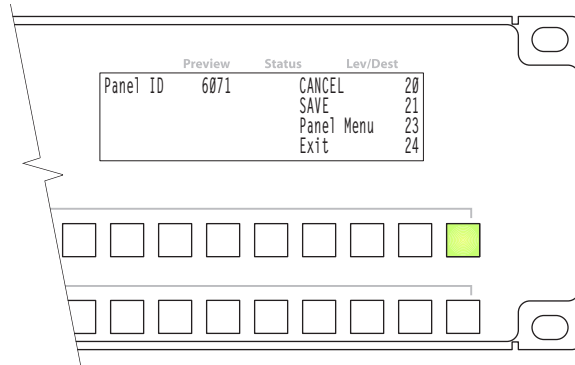 Preview Status Lev/Dest
Panel ID 6071 CANCEL 20
SAVE 21
Panel Menu 23
Exit 24